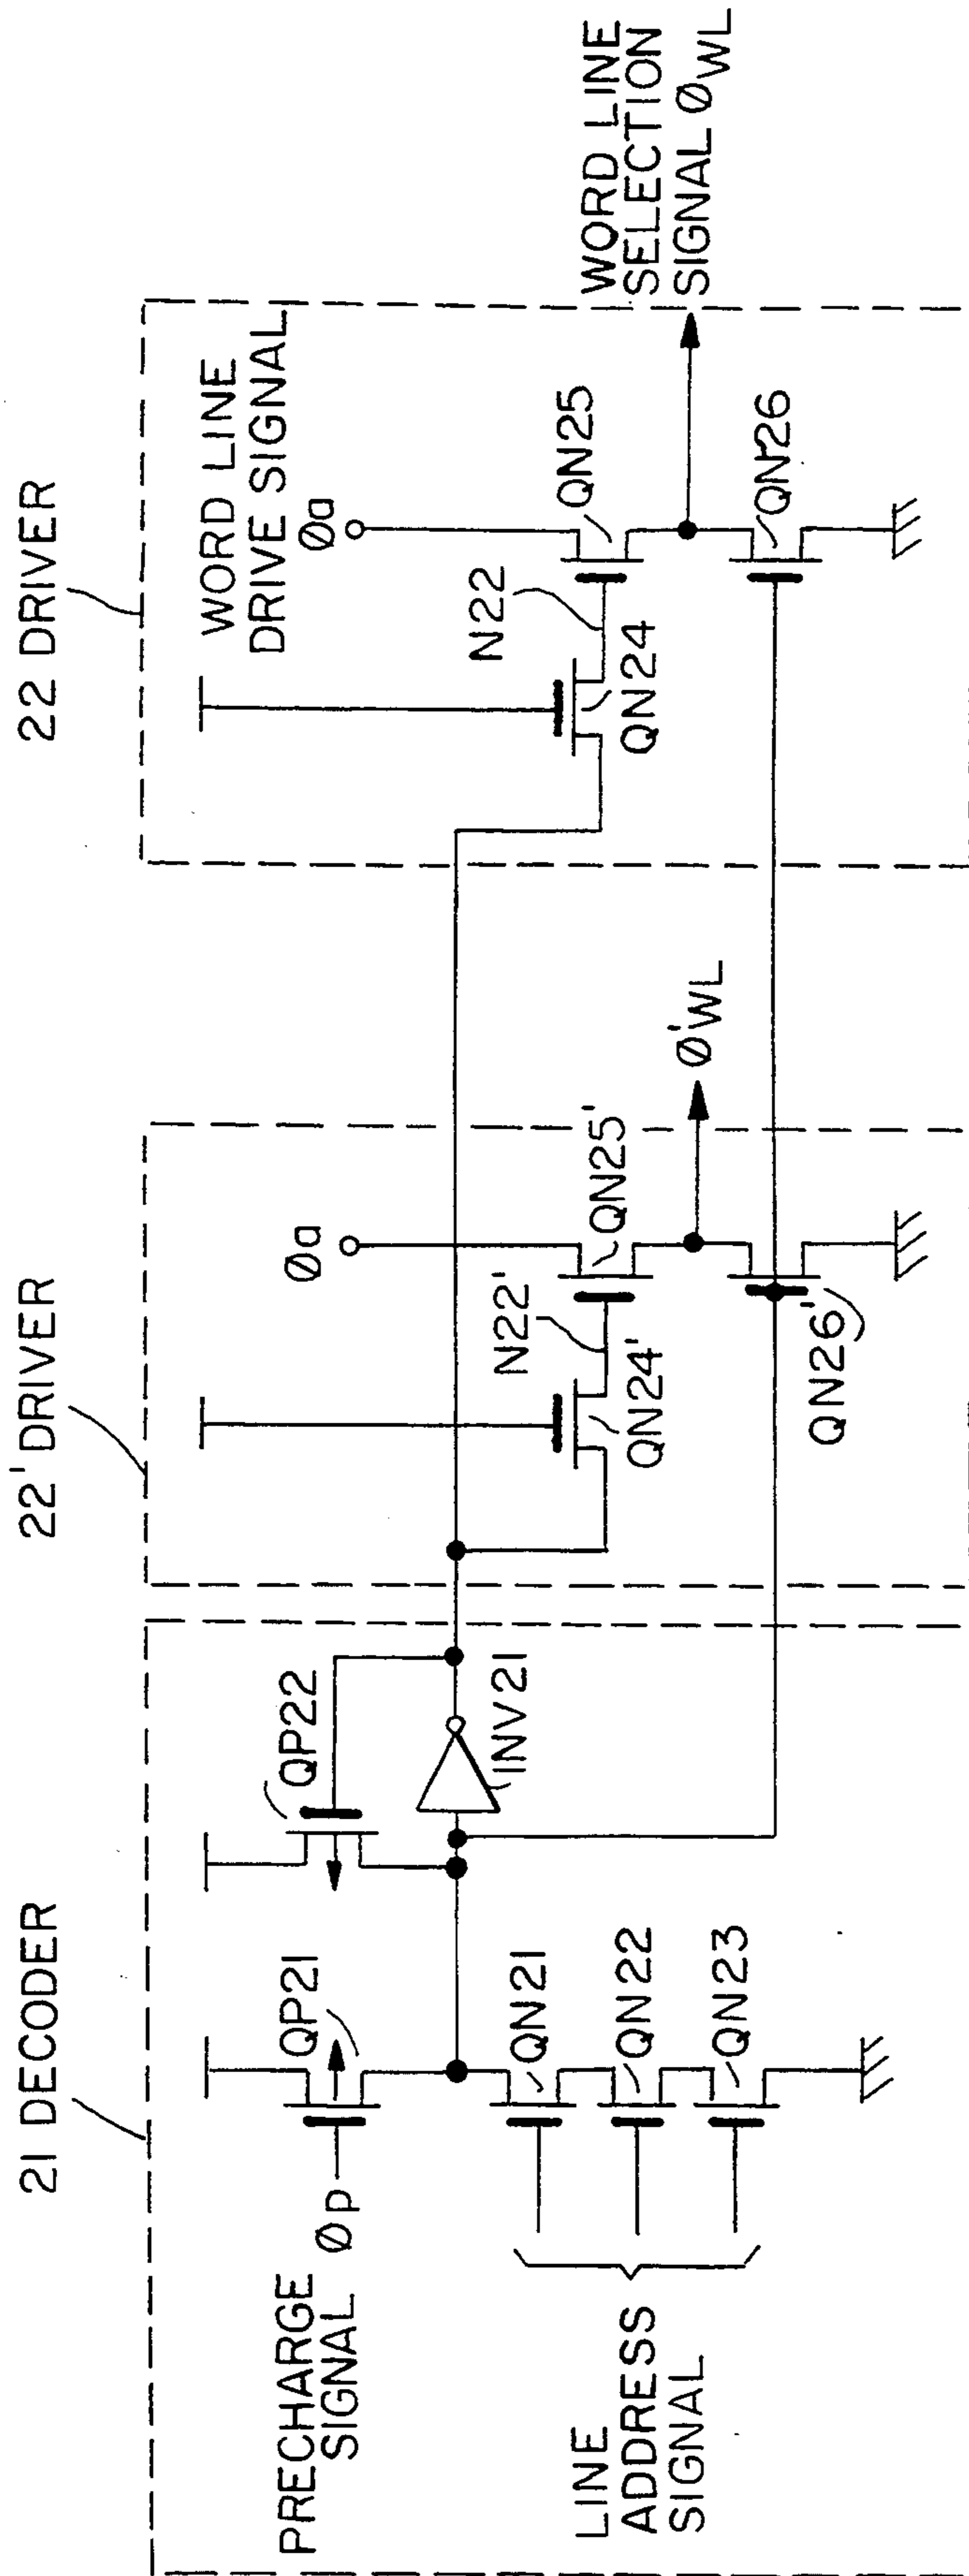 21 DECODER
22' DRIVER
22 DRIVER
PRECHARGE
SIGNAL Øp
QP21
QP22
INV21
QN21
QN22
QN23
LINE
ADDRESS
SIGNAL
Øa
N22'
QN24'
QN25'
QN26'
Ø'WL
WORD LINE
DRIVE SIGNAL
Øa
N22
QN24
QN25
QN26
WORD LINE
SELECTION
SIGNAL ØWL